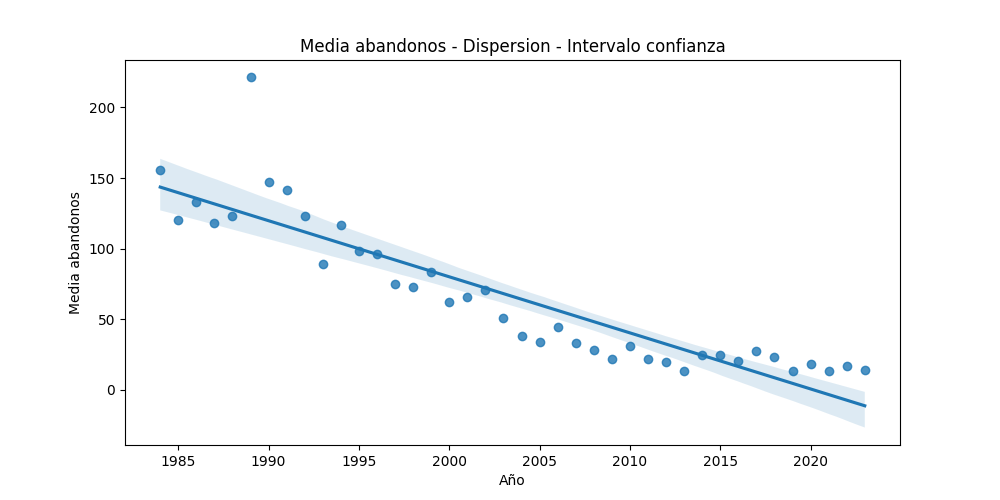 Media abandonos - Dispersion - Intervalo confianza
200
150
100
50
0
Media abandonos
1985 1990 1995 2000 2005 2010 2015 2020
Año